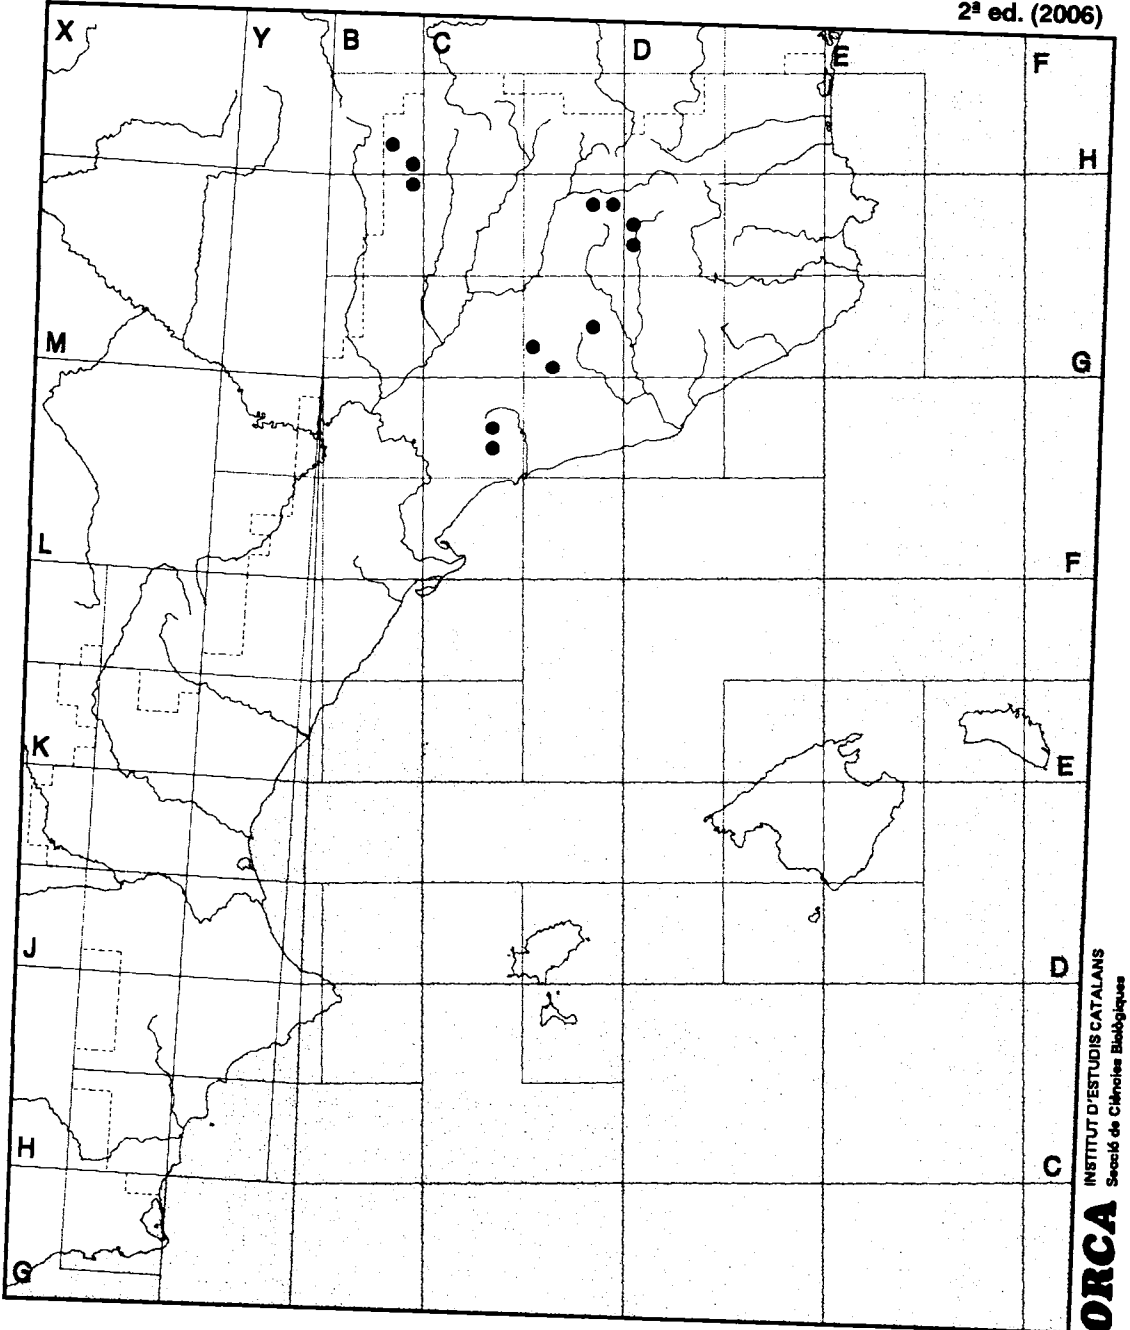 2ª ed. (2006)
X Y B C D E F
H
M G
L F
K E
J D
H C
G
INSTITUT D'ESTUDIS CATALANS
Secció de Ciències Biològiques
ORCA